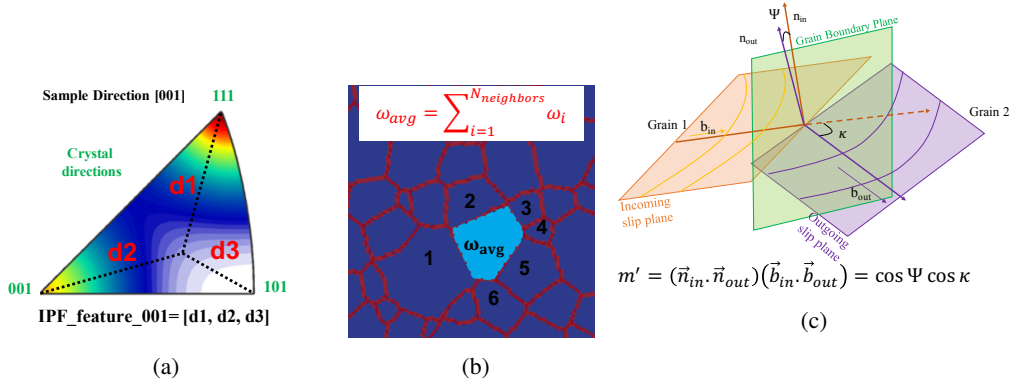 Sample Direction [001]
111
Crystal
directions
d1
d2
d3
001
101
IPF_feature_001= [d1, d2, d3]
(a)
ω_avg = ∑_{i=1}^{N_neighbors} ω_i
2
3
4
1
ω_avg
5
6
(b)
Ψ
n_in
n_out
Grain Boundary Plane
Grain 1
b_in
κ
Grain 2
b_out
Incoming
slip plane
Outgoing
slip plane
m′ = (n⃗_in. n⃗_out)(b⃗_in. b⃗_out) = cos Ψ cos κ
(c)